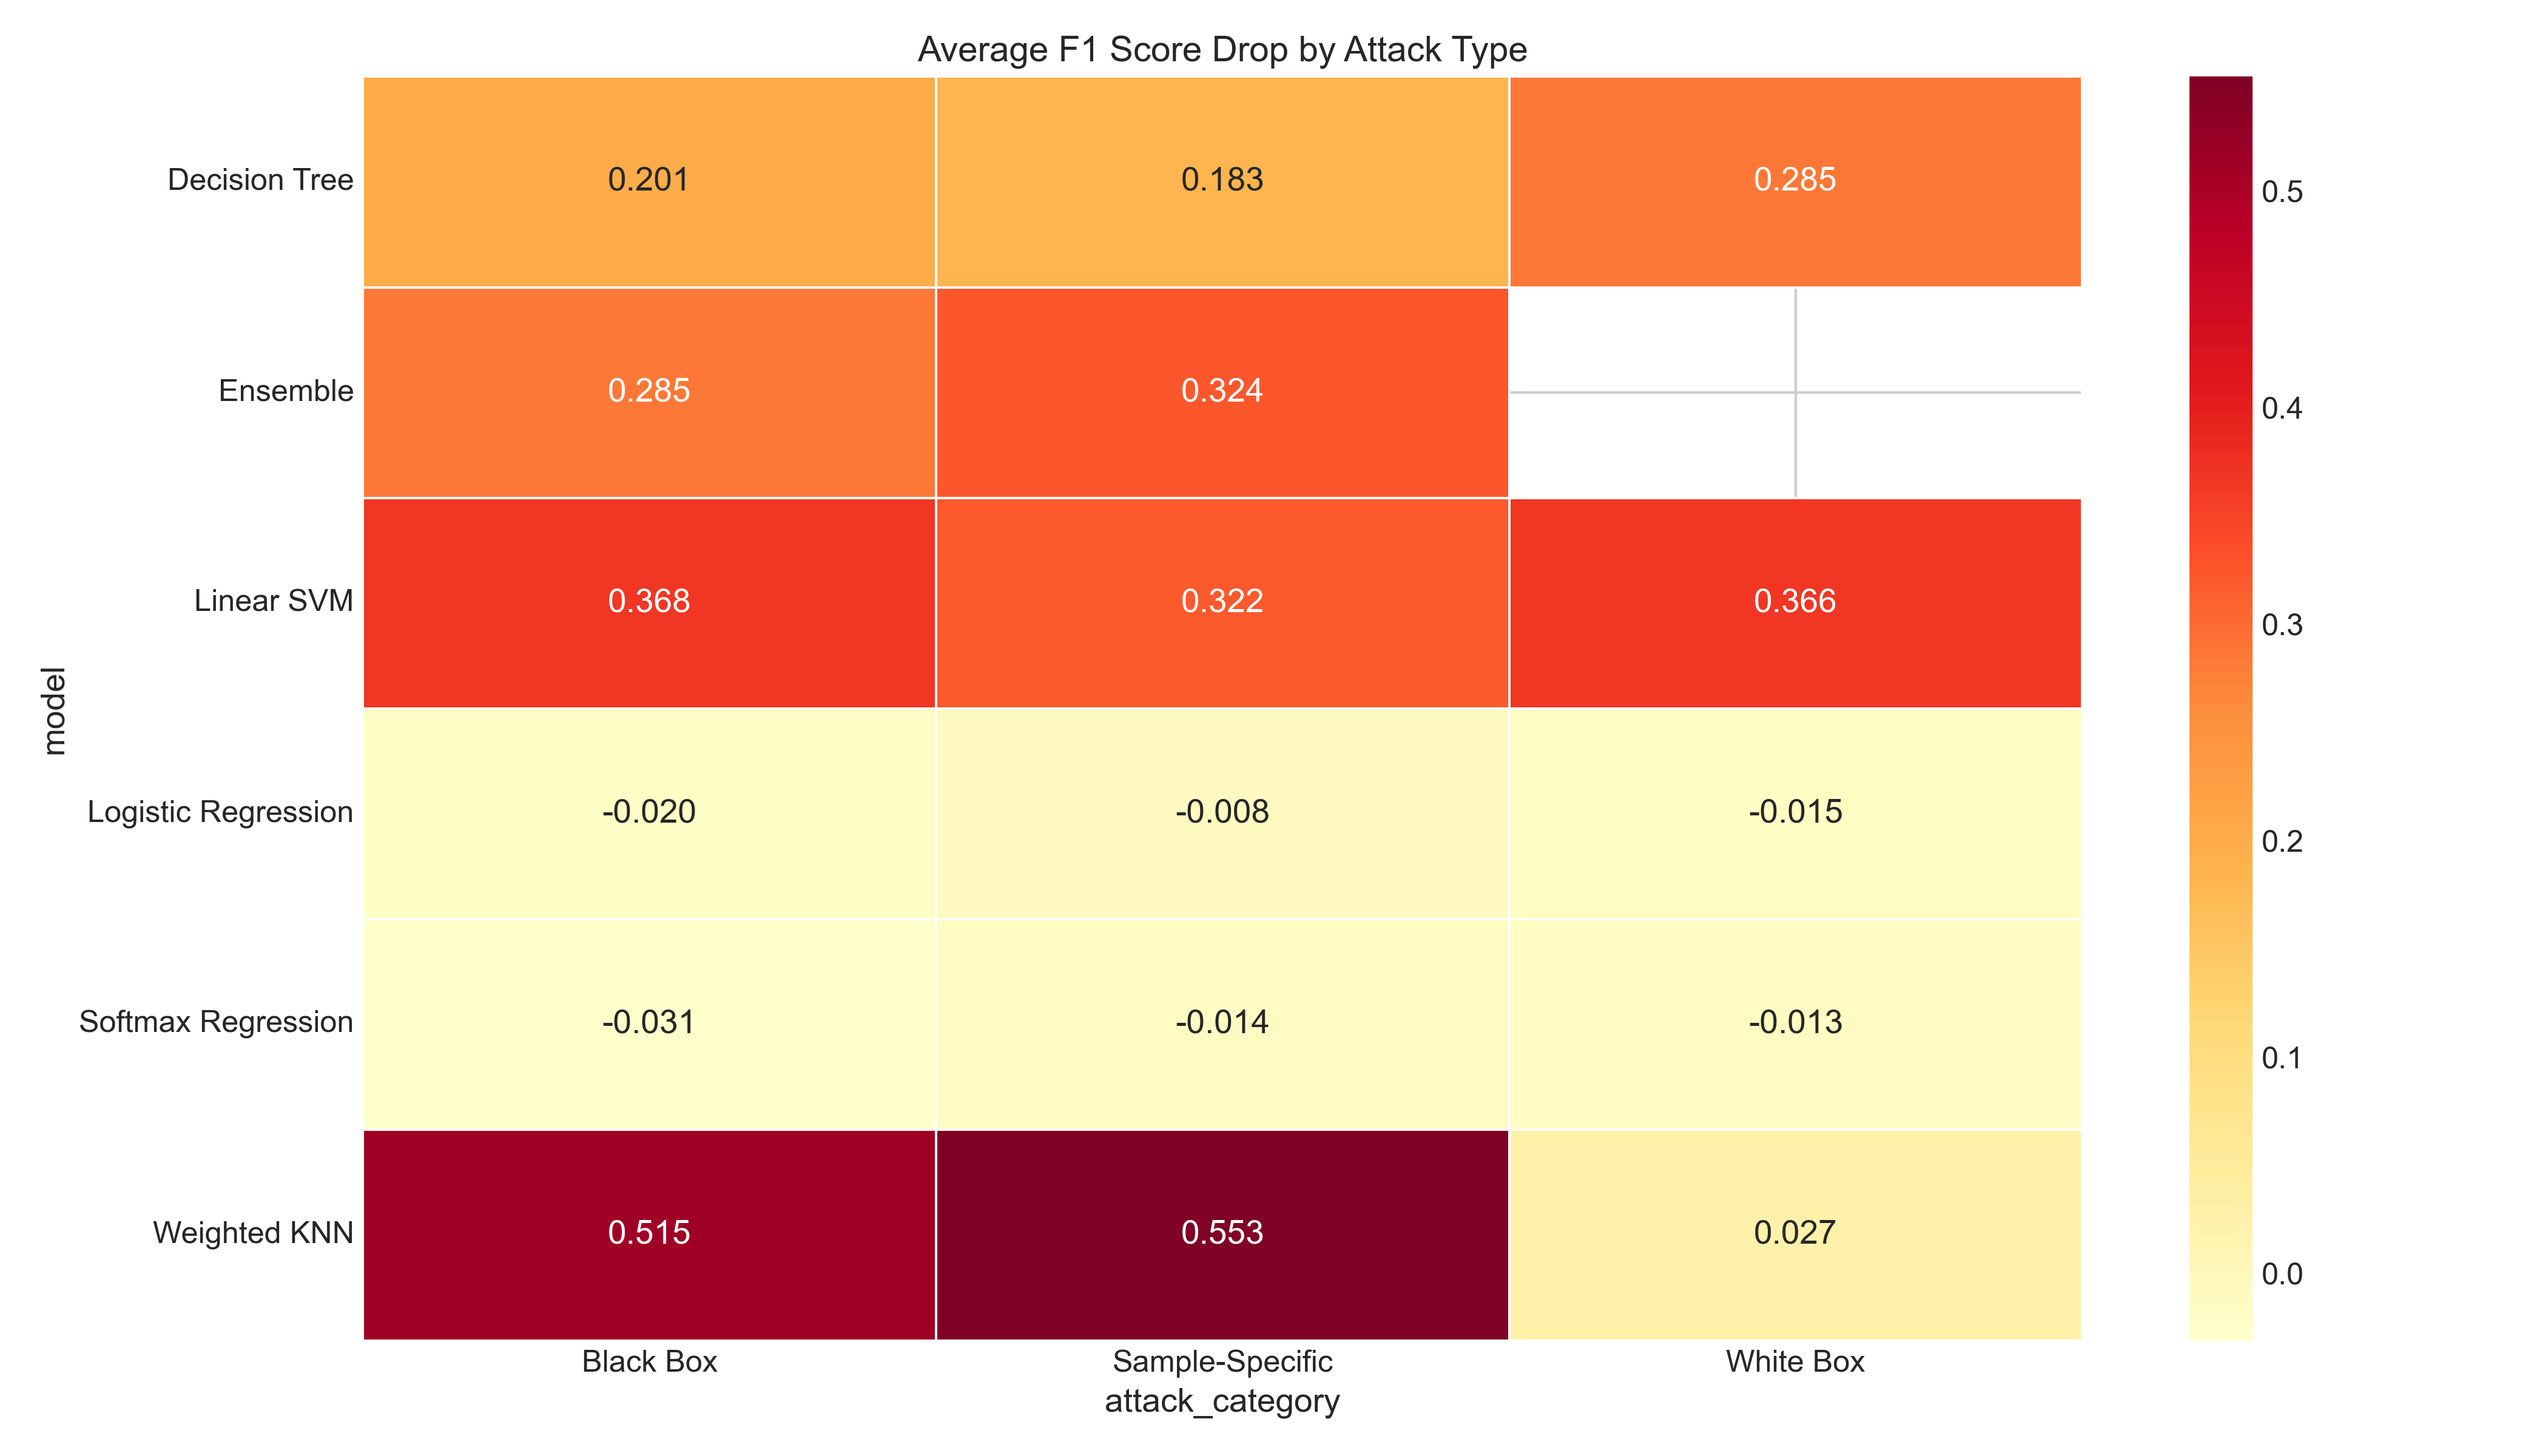 Average F1 Score Drop by Attack Type
Decision Tree 0.201 0.183 0.285
Ensemble 0.285 0.324
Linear SVM 0.368 0.322 0.366
Logistic Regression -0.020 -0.008 -0.015
Softmax Regression -0.031 -0.014 -0.013
Weighted KNN 0.515 0.553 0.027
Black Box Sample-Specific White Box
attack_category
model
0.5
0.4
0.3
0.2
0.1
0.0